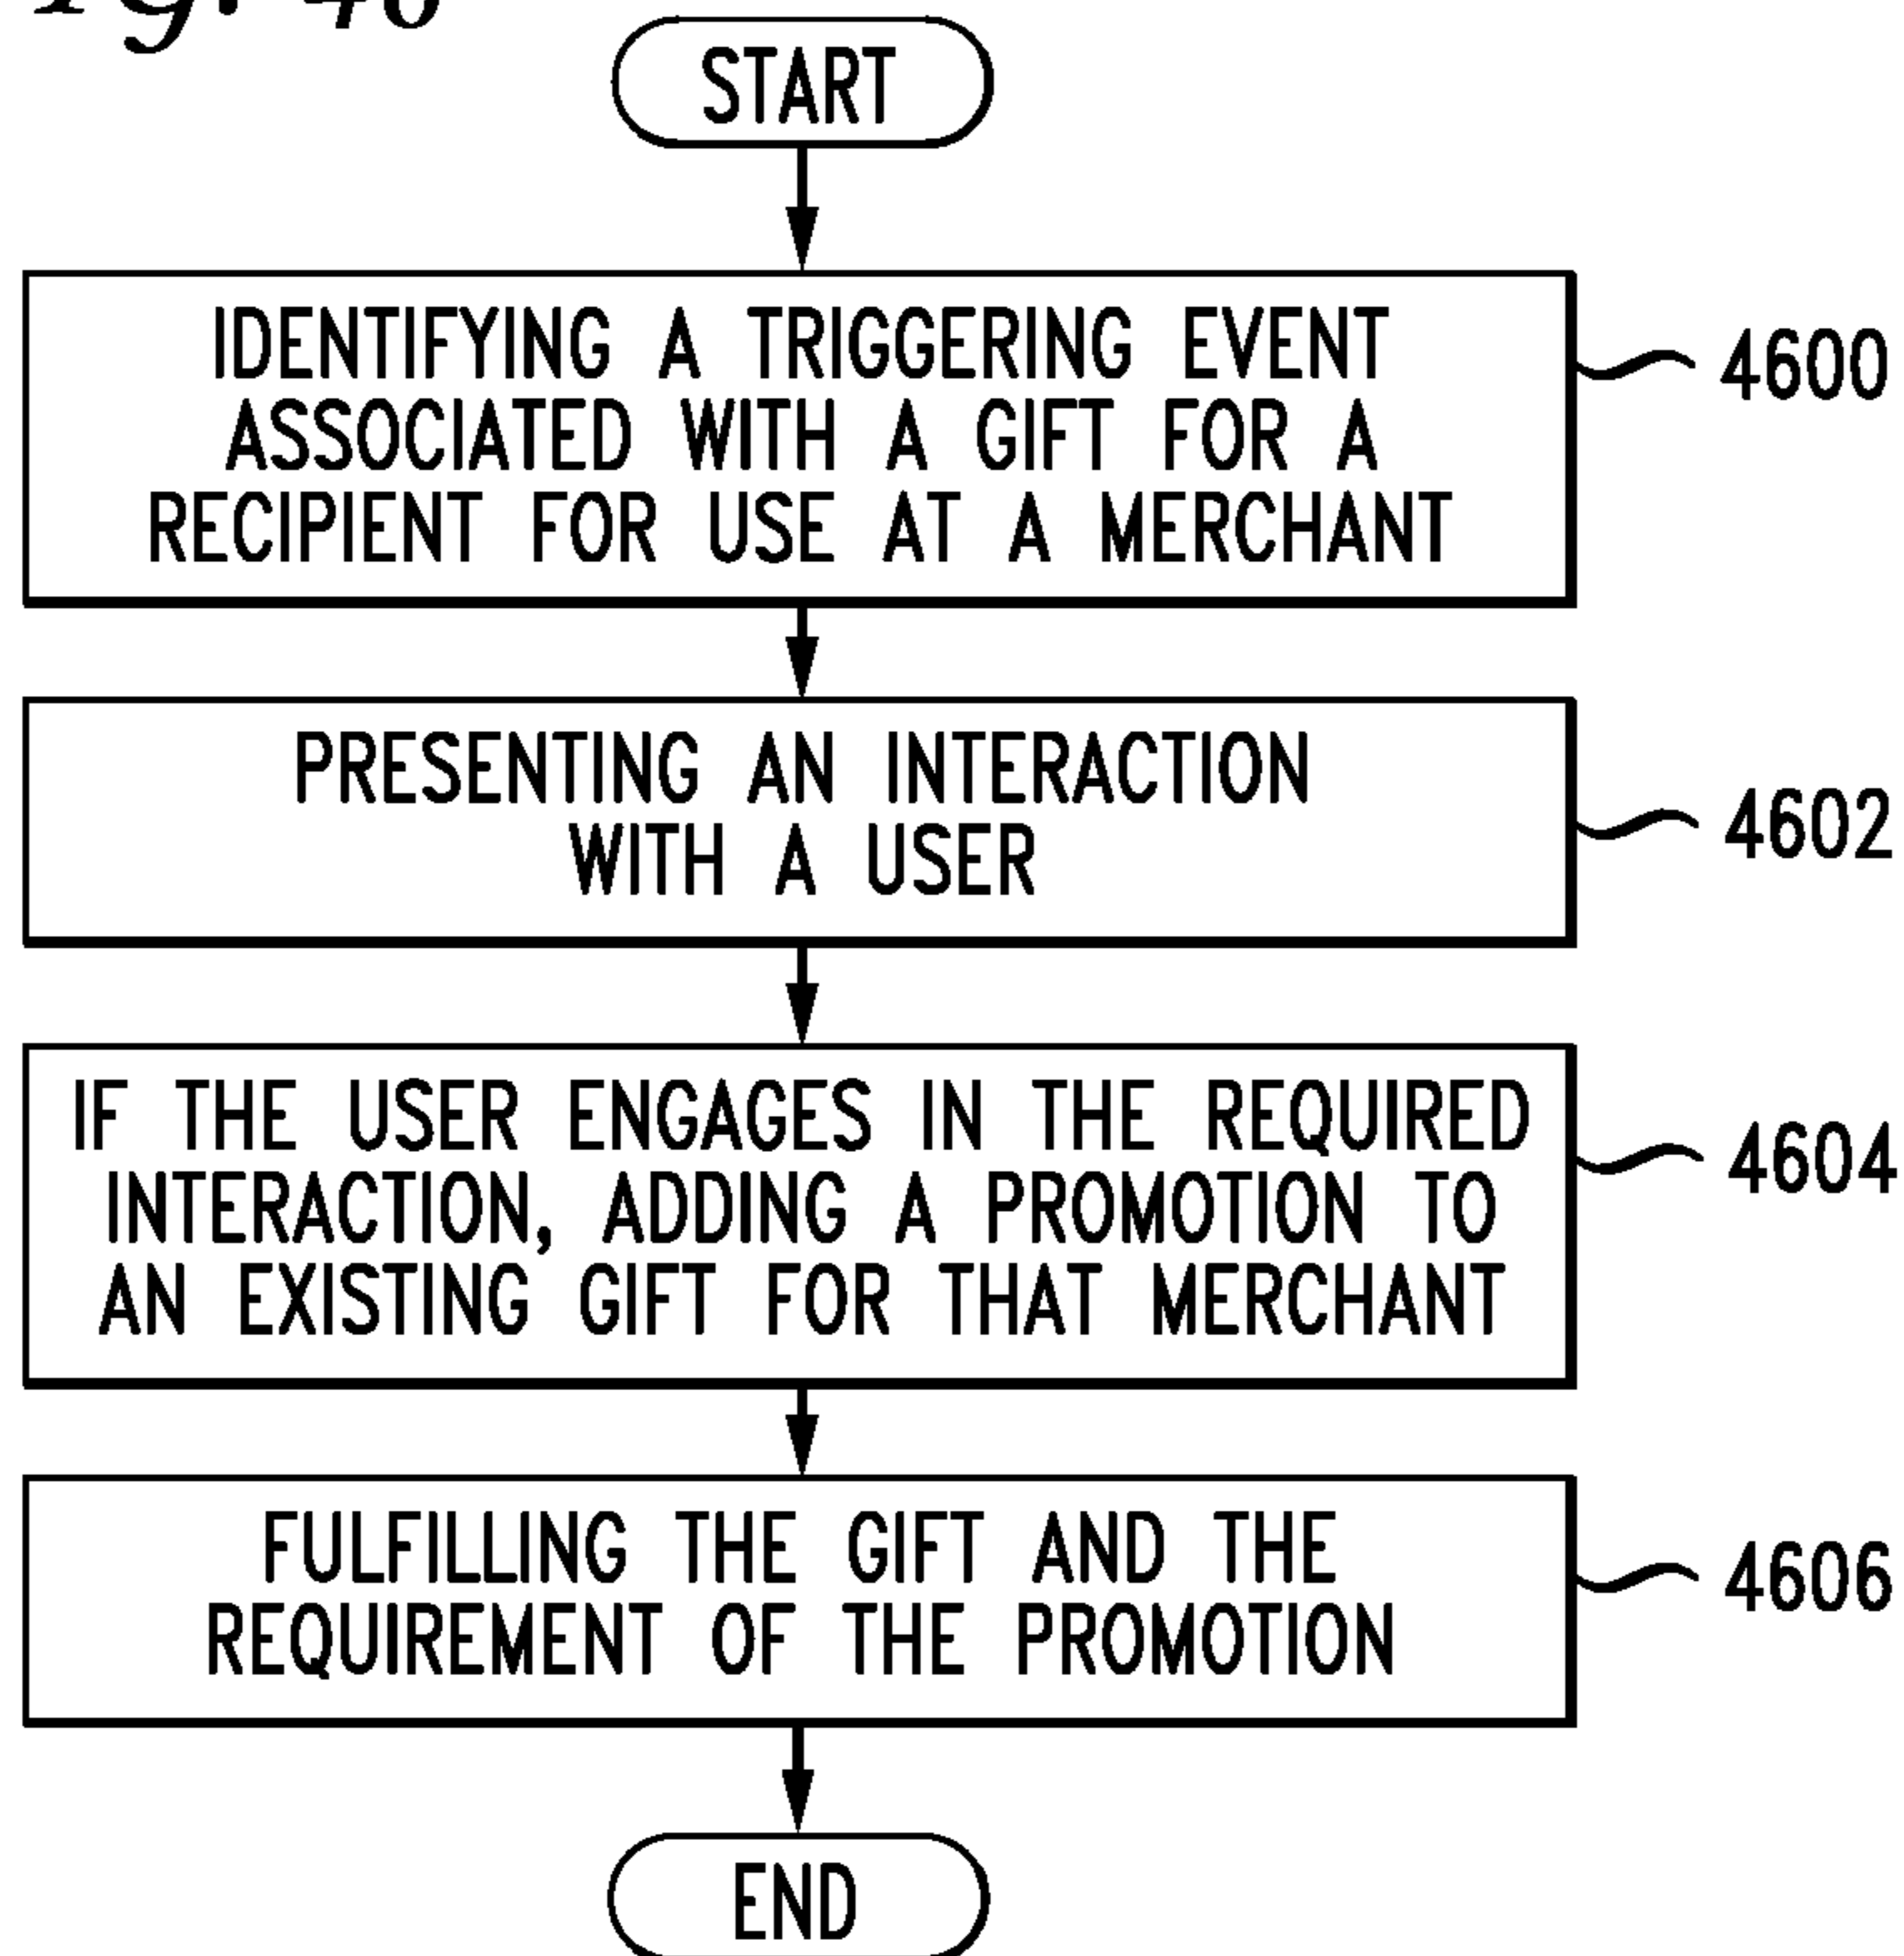 Fig. 46
START
IDENTIFYING A TRIGGERING EVENT
ASSOCIATED WITH A GIFT FOR A
RECIPIENT FOR USE AT A MERCHANT
4600
PRESENTING AN INTERACTION
WITH A USER
4602
IF THE USER ENGAGES IN THE REQUIRED
INTERACTION, ADDING A PROMOTION TO
AN EXISTING GIFT FOR THAT MERCHANT
4604
FULFILLING THE GIFT AND THE
REQUIREMENT OF THE PROMOTION
4606
END